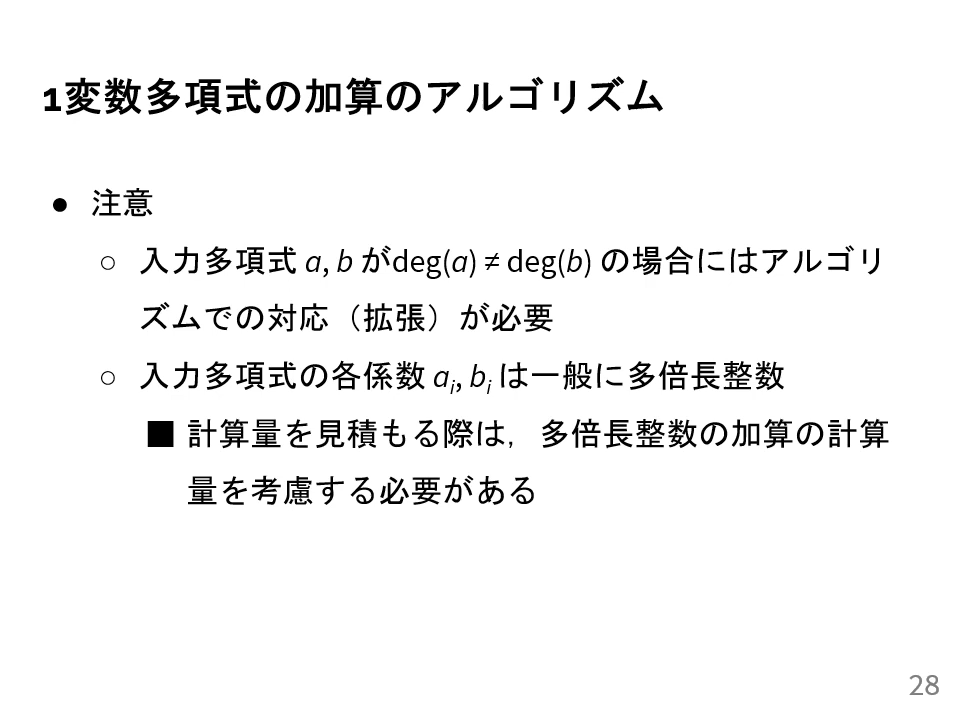 1変数多項式の加算のアルゴリズム
● 注意
○ 入力多項式 a, b がdeg(a) ≠ deg(b) の場合にはアルゴリ
ズムでの対応（拡張）が必要
○ 入力多項式の各係数 aᵢ, bᵢ は一般に多倍長整数
■ 計算量を見積もる際は，多倍長整数の加算の計算
量を考慮する必要がある
28